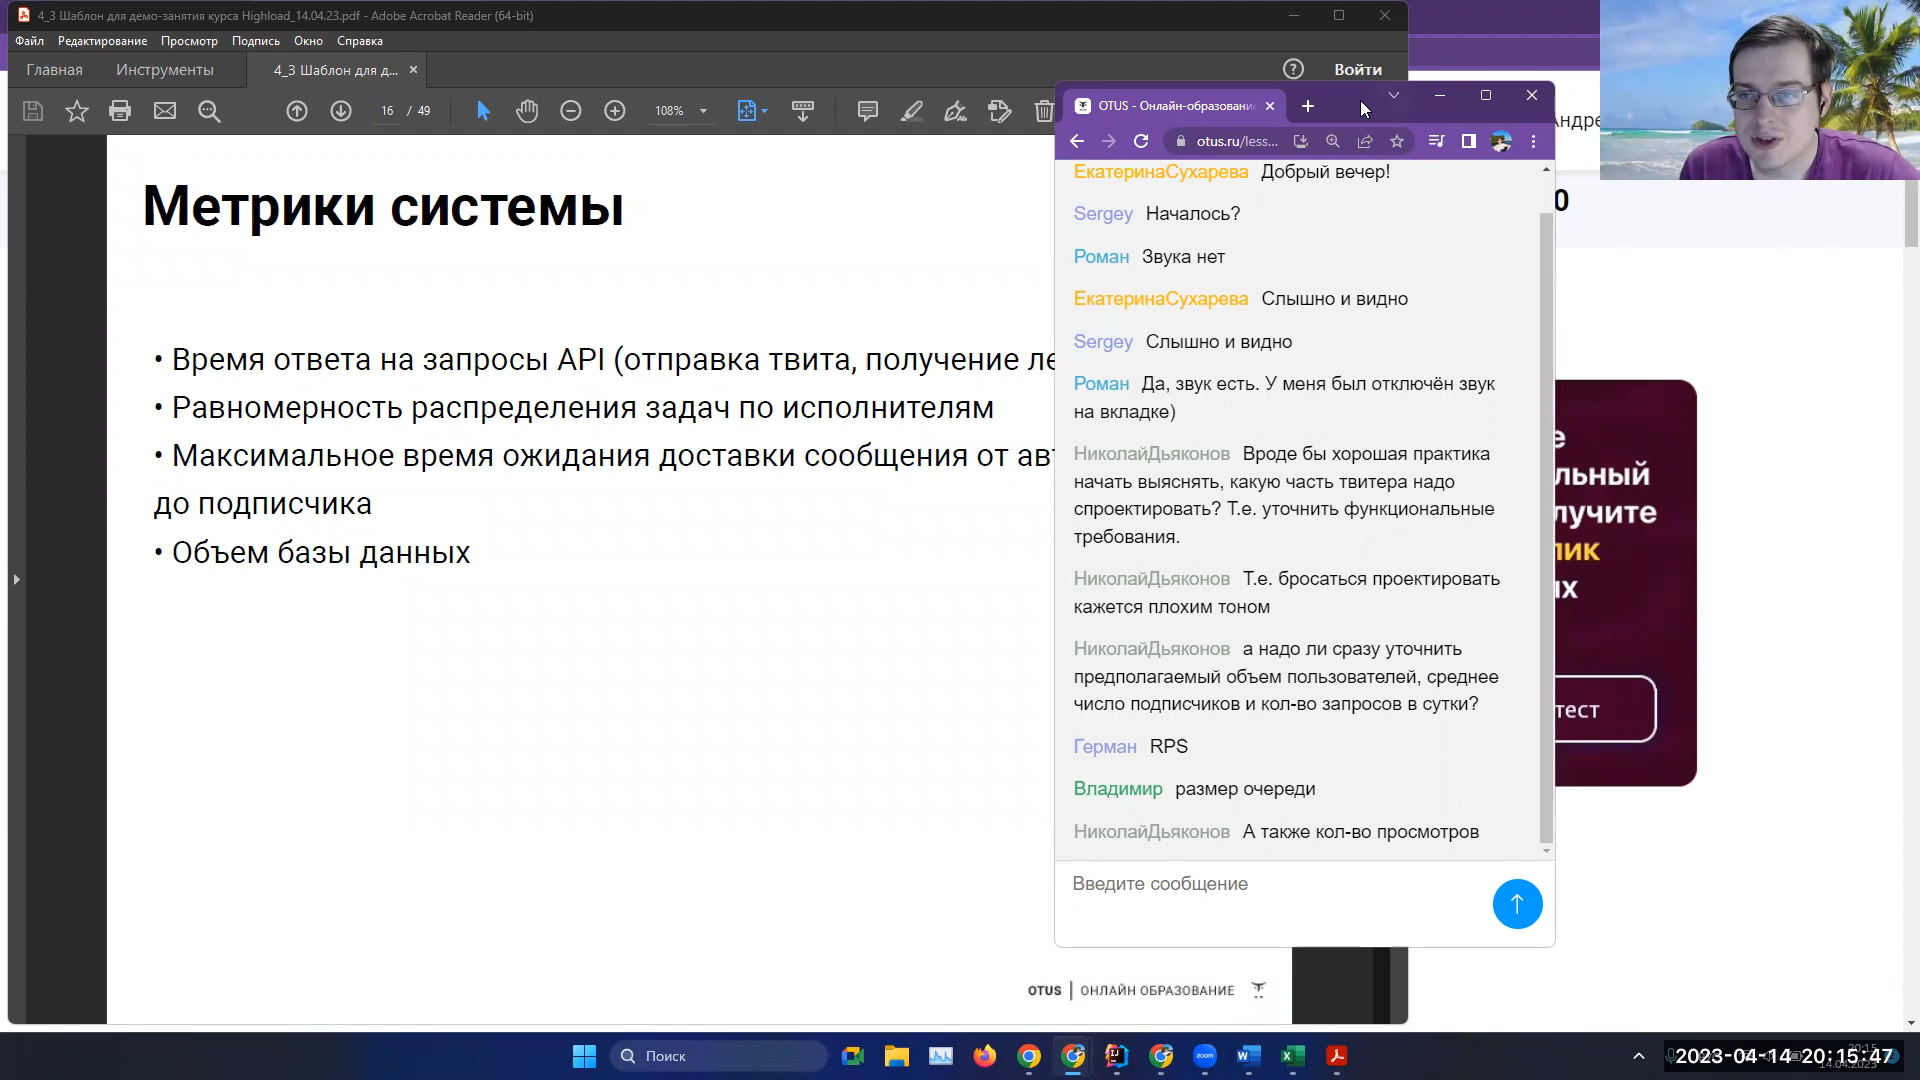 4_3 Шаблон для демо-занятия курса Highload_14.04.23.pdf - Adobe Acrobat Reader (64-bit)
Файл Редактирование Просмотр Подпись Окно Справка
Главная Инструменты 4_3 Шаблон для д... Войти
16 / 49 108%
Метрики системы
• Время ответа на запросы API (отправка твита, получение ле
• Равномерность распределения задач по исполнителям
• Максимальное время ожидания доставки сообщения от ав
до подписчика
• Объем базы данных
OTUS | ОНЛАЙН ОБРАЗОВАНИЕ
OTUS - Онлайн-образовани
otus.ru/less...
ЕкатеринаСухарева Добрый вечер!
Sergey Началось?
Роман Звука нет
ЕкатеринаСухарева Слышно и видно
Sergey Слышно и видно
Роман Да, звук есть. У меня был отключён звук
на вкладке)
НиколайДьяконов Вроде бы хорошая практика
начать выяснять, какую часть твитера надо
спроектировать? Т.е. уточнить функциональные
требования.
НиколайДьяконов Т.е. бросаться проектировать
кажется плохим тоном
НиколайДьяконов а надо ли сразу уточнить
предполагаемый объем пользователей, среднее
число подписчиков и кол-во запросов в сутки?
Герман RPS
Владимир размер очереди
НиколайДьяконов А также кол-во просмотров
Введите сообщение
Андре
0
е
льный
лучите
лик
ых
тест
Поиск
2023-04-14 20:15:47